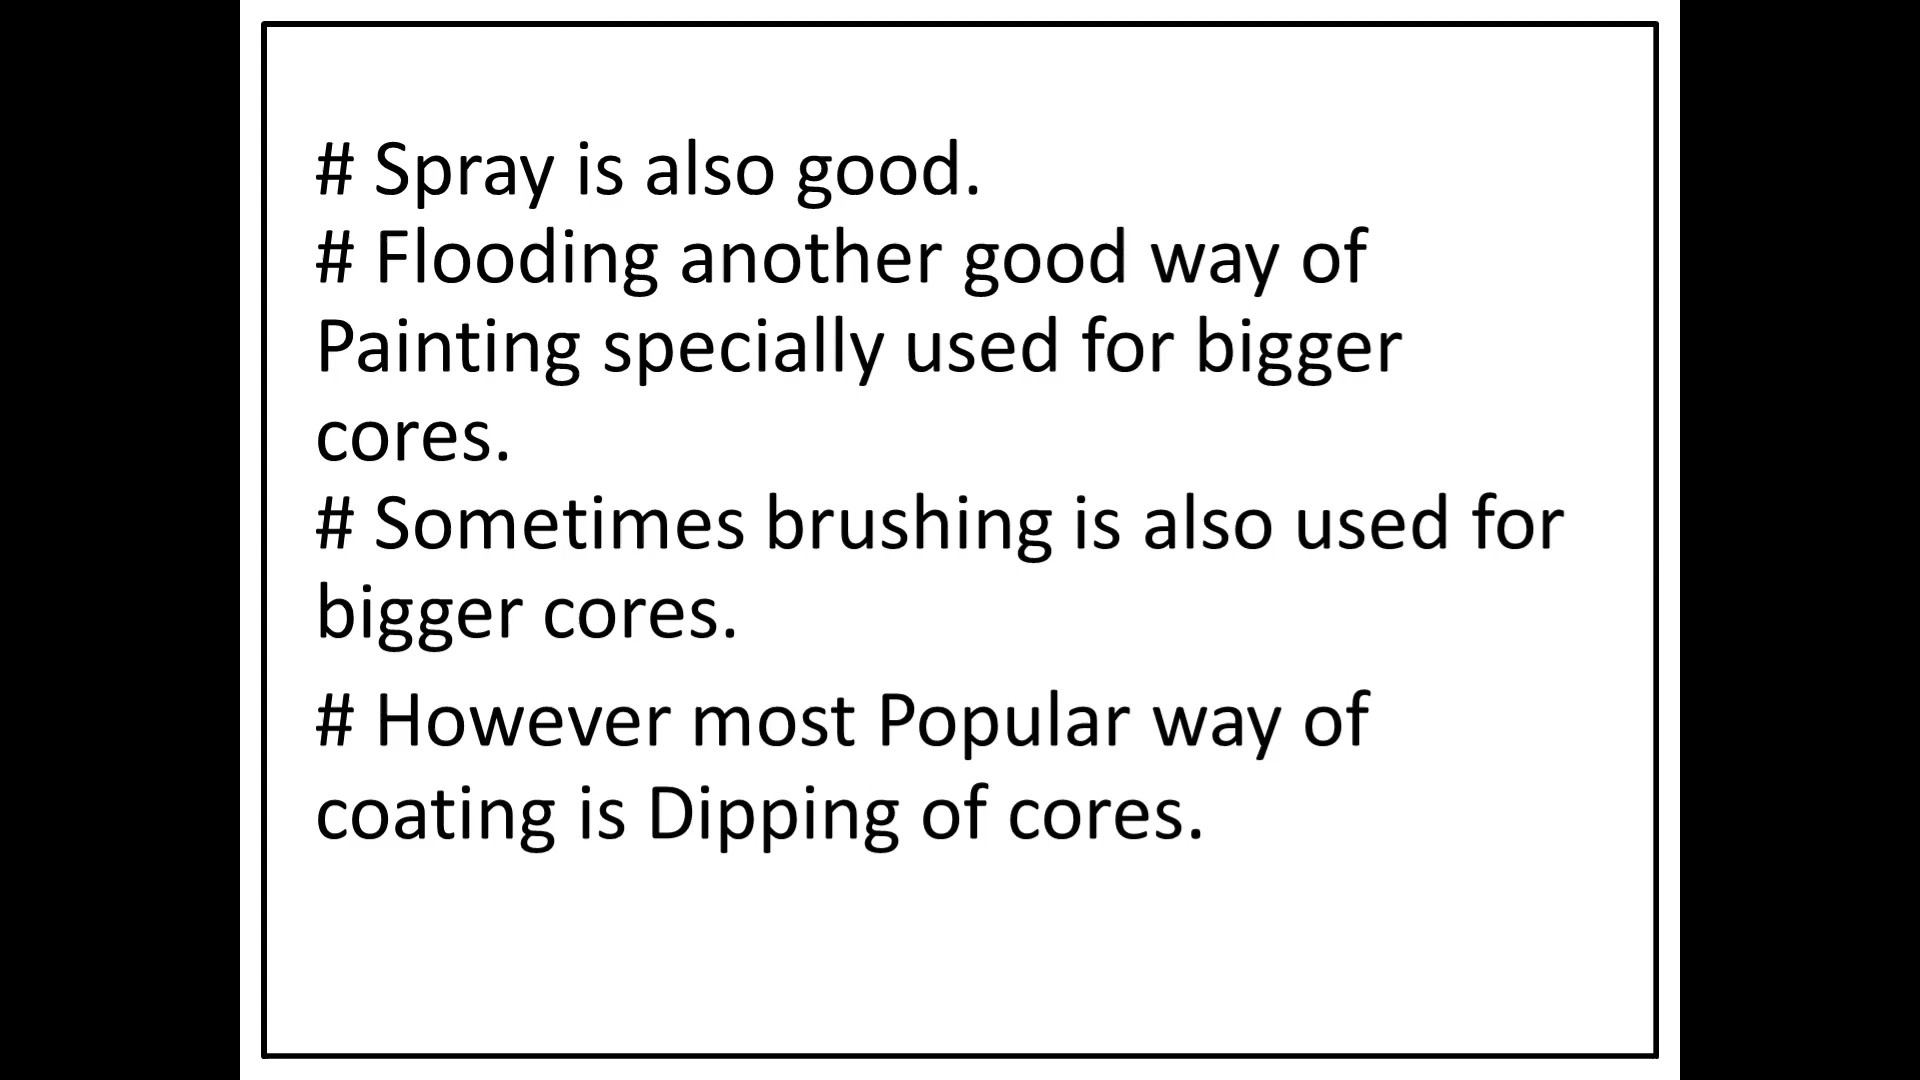 # Spray is also good.
# Flooding another good way of
Painting specially used for bigger
cores.
# Sometimes brushing is also used for
bigger cores.
# However most Popular way of
coating is Dipping of cores.